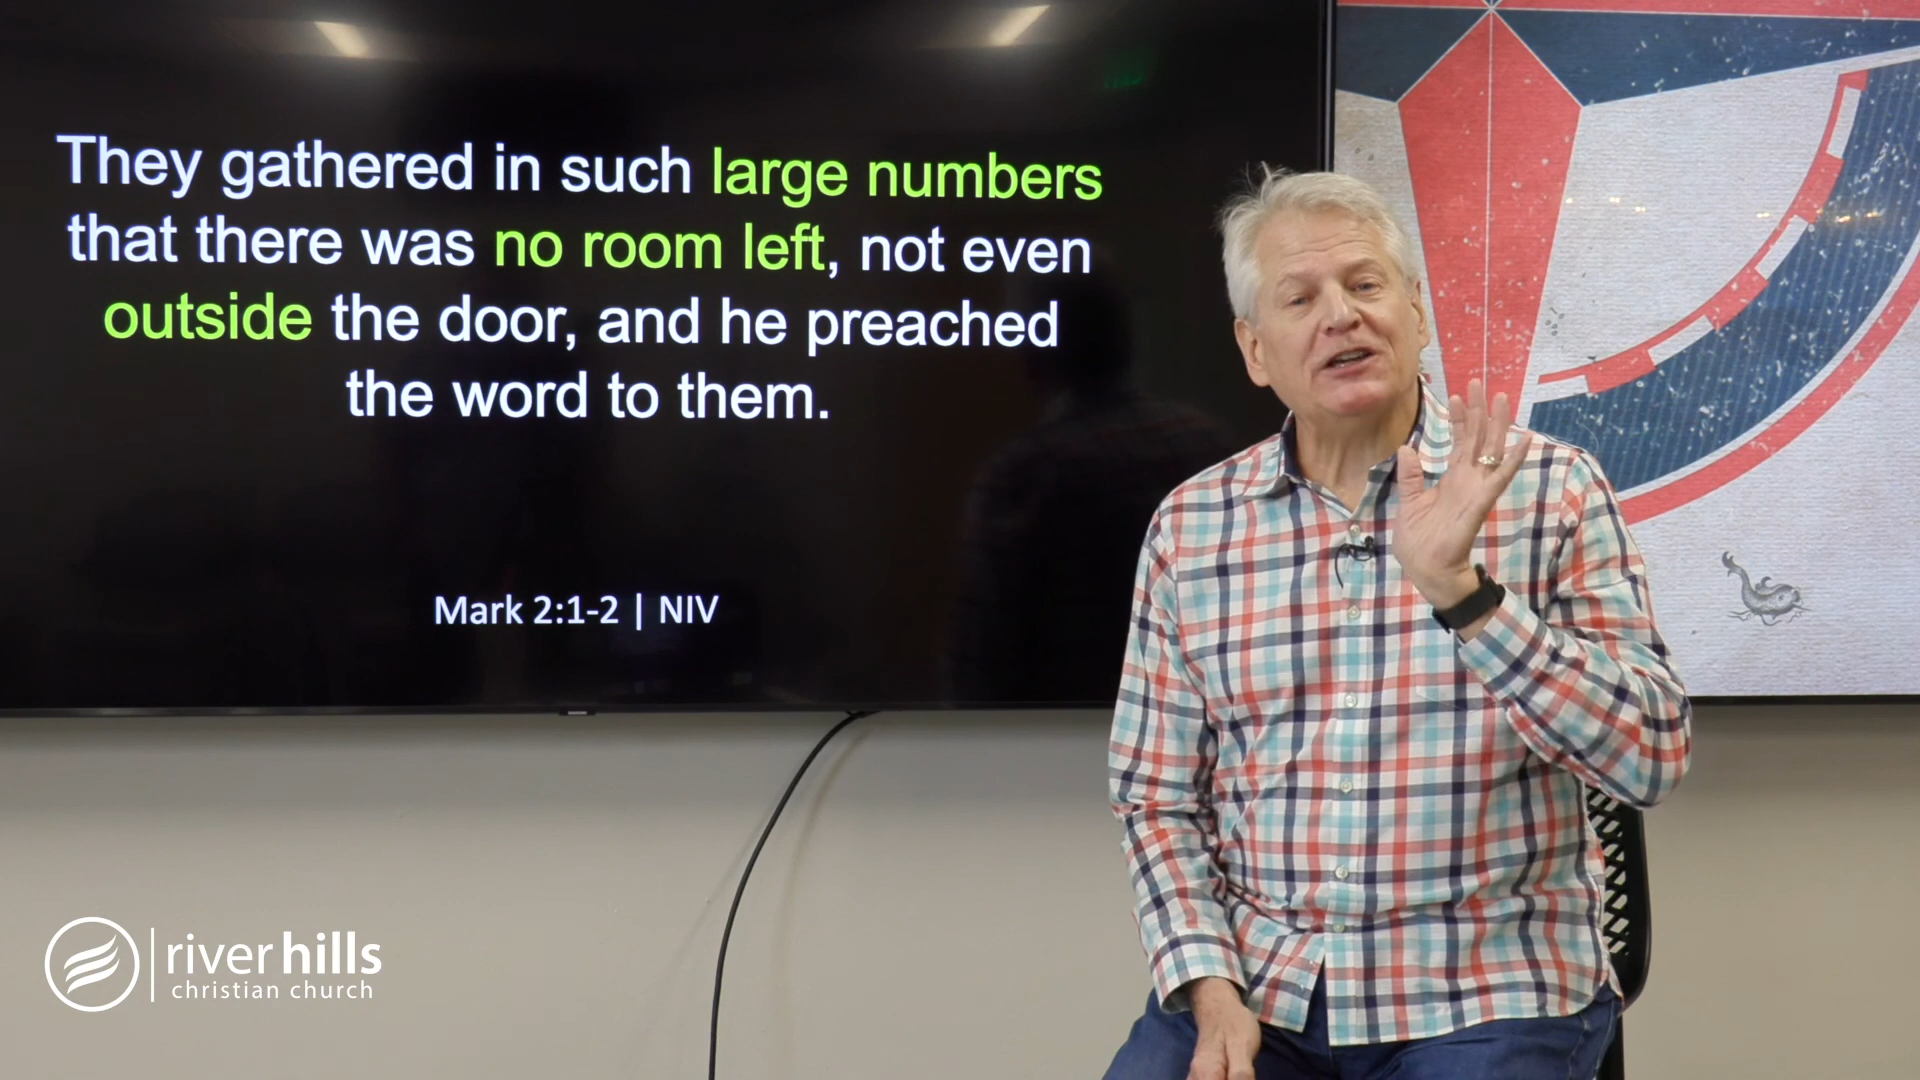 They gathered in such large numbers
that there was no room left, not even
outside the door, and he preached
the word to them.
Mark 2:1-2 | NIV
river hills
christian church